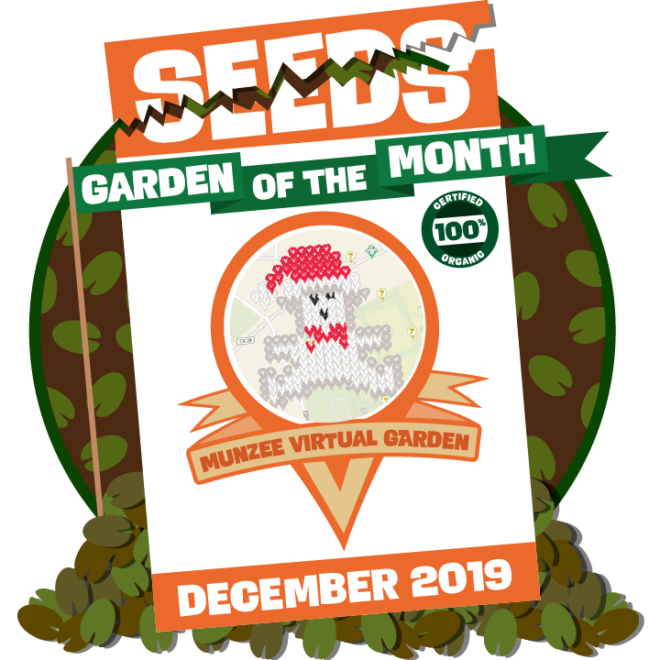 SEEDS
GARDEN OF THE MONTH
CERTIFIED
100%
ORGANIC
MUNZEE VIRTUAL GARDEN
DECEMBER 2019